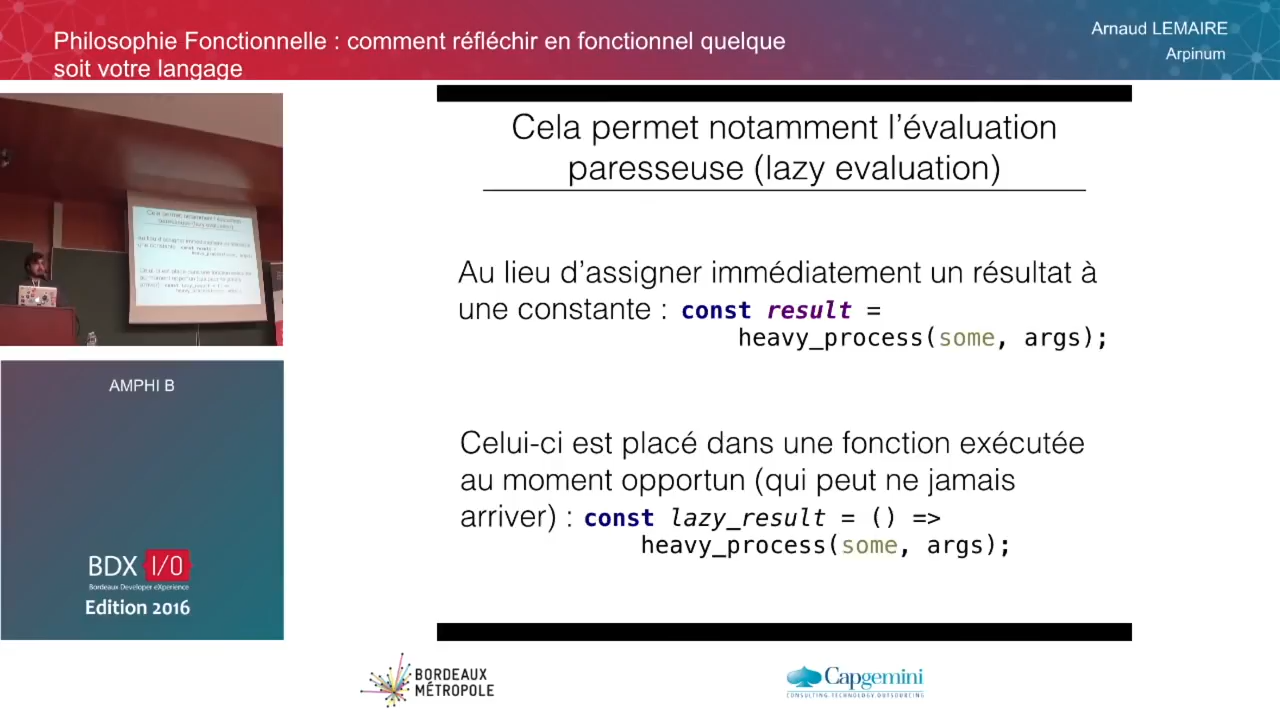 Philosophie Fonctionnelle : comment réfléchir en fonctionnel quelque
soit votre langage
Arnaud LEMAIRE
Arpinum
Cela permet notamment l'évaluation
paresseuse (lazy evaluation)
Au lieu d'assigner immédiatement un résultat à
une constante : const result =
heavy_process(some, args);
Celui-ci est placé dans une fonction exécutée
au moment opportun (qui peut ne jamais
arriver) : const lazy_result = () =>
heavy_process(some, args);
AMPHI B
BDX I/O
Bordeaux Developer eXperience
Edition 2016
BORDEAUX
MÉTROPOLE
Capgemini
CONSULTING.TECHNOLOGY.OUTSOURCING